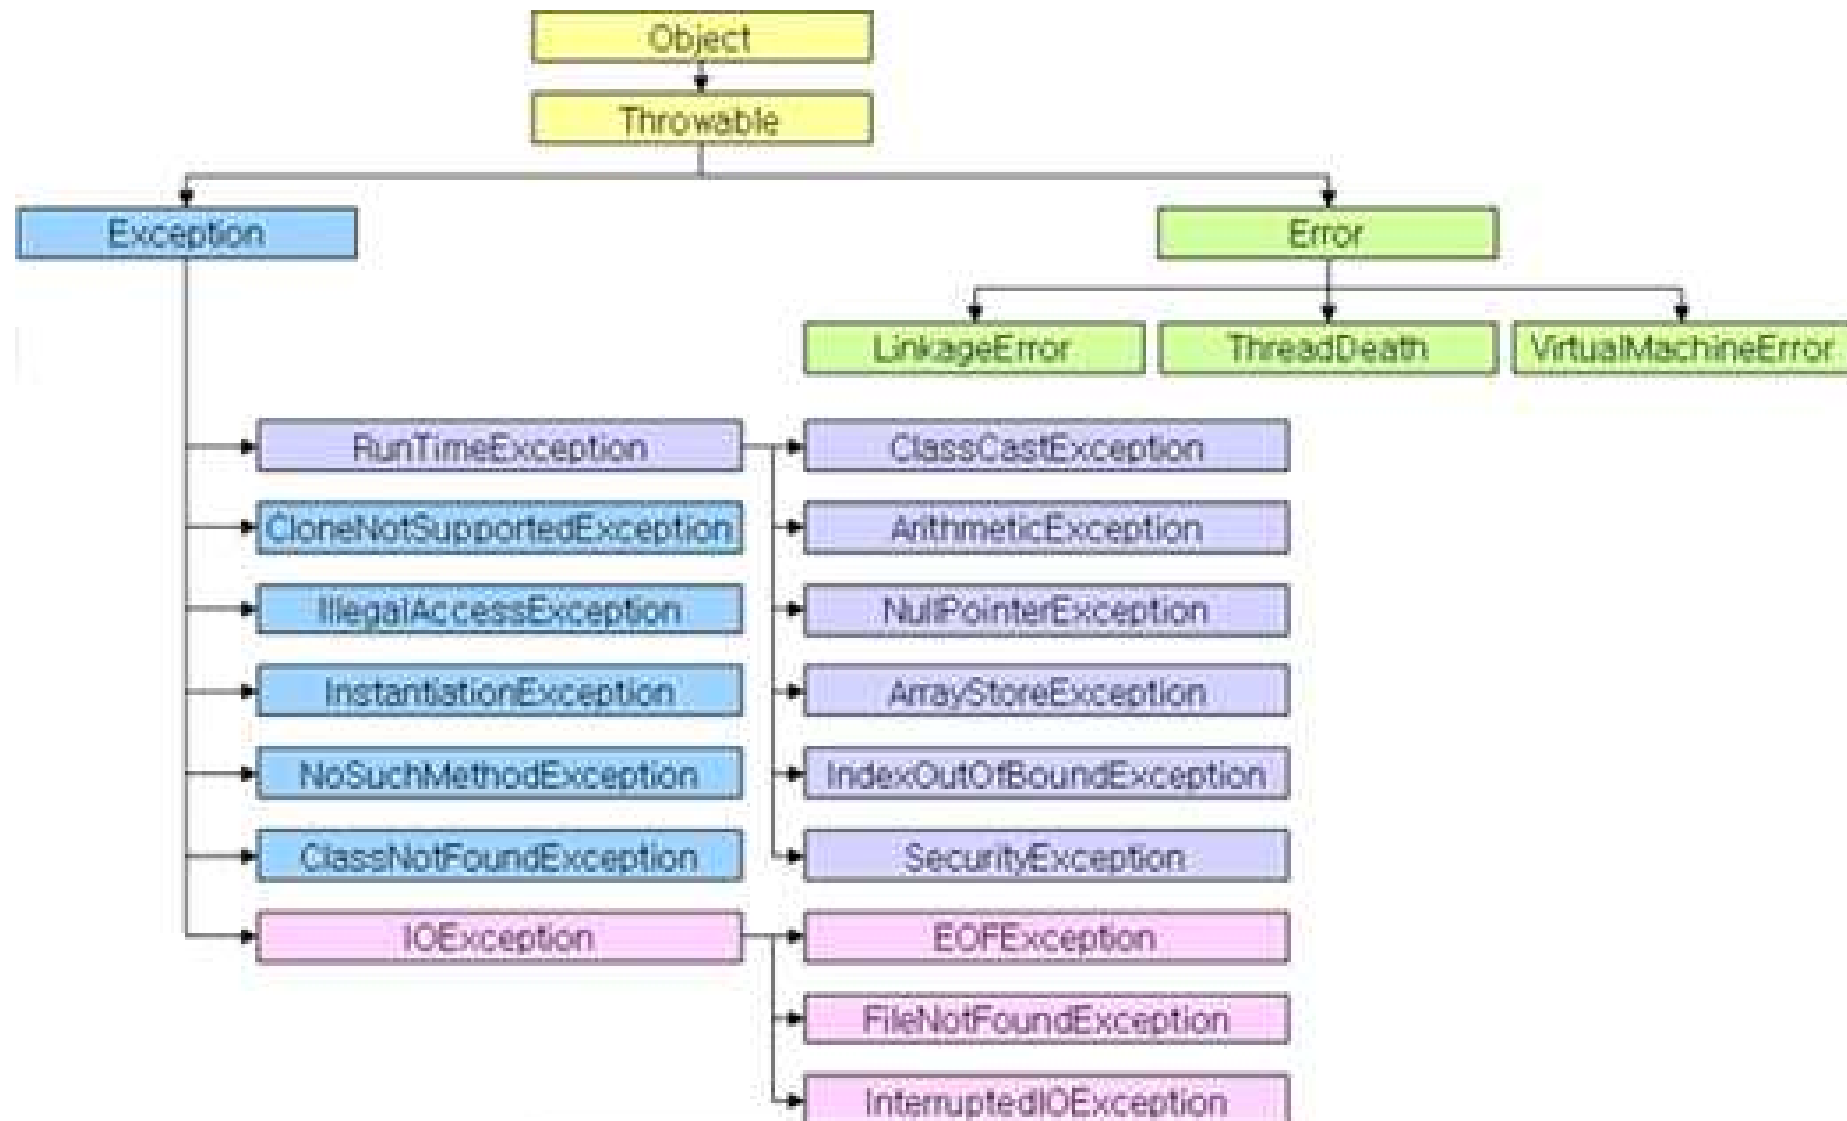 Object
Throwable
Exception
Error
LinkageError
ThreadDeath
VirtualMachineError
RunTimeException
ClassCastException
CloneNotSupportedException
ArithmeticException
IllegalAccessException
NullPointerException
InstantiationException
ArrayStoreException
NoSuchMethodException
IndexOutOfBoundException
ClassNotFoundException
SecurityException
IOException
EOFException
FileNotFoundException
InterruptedIOException